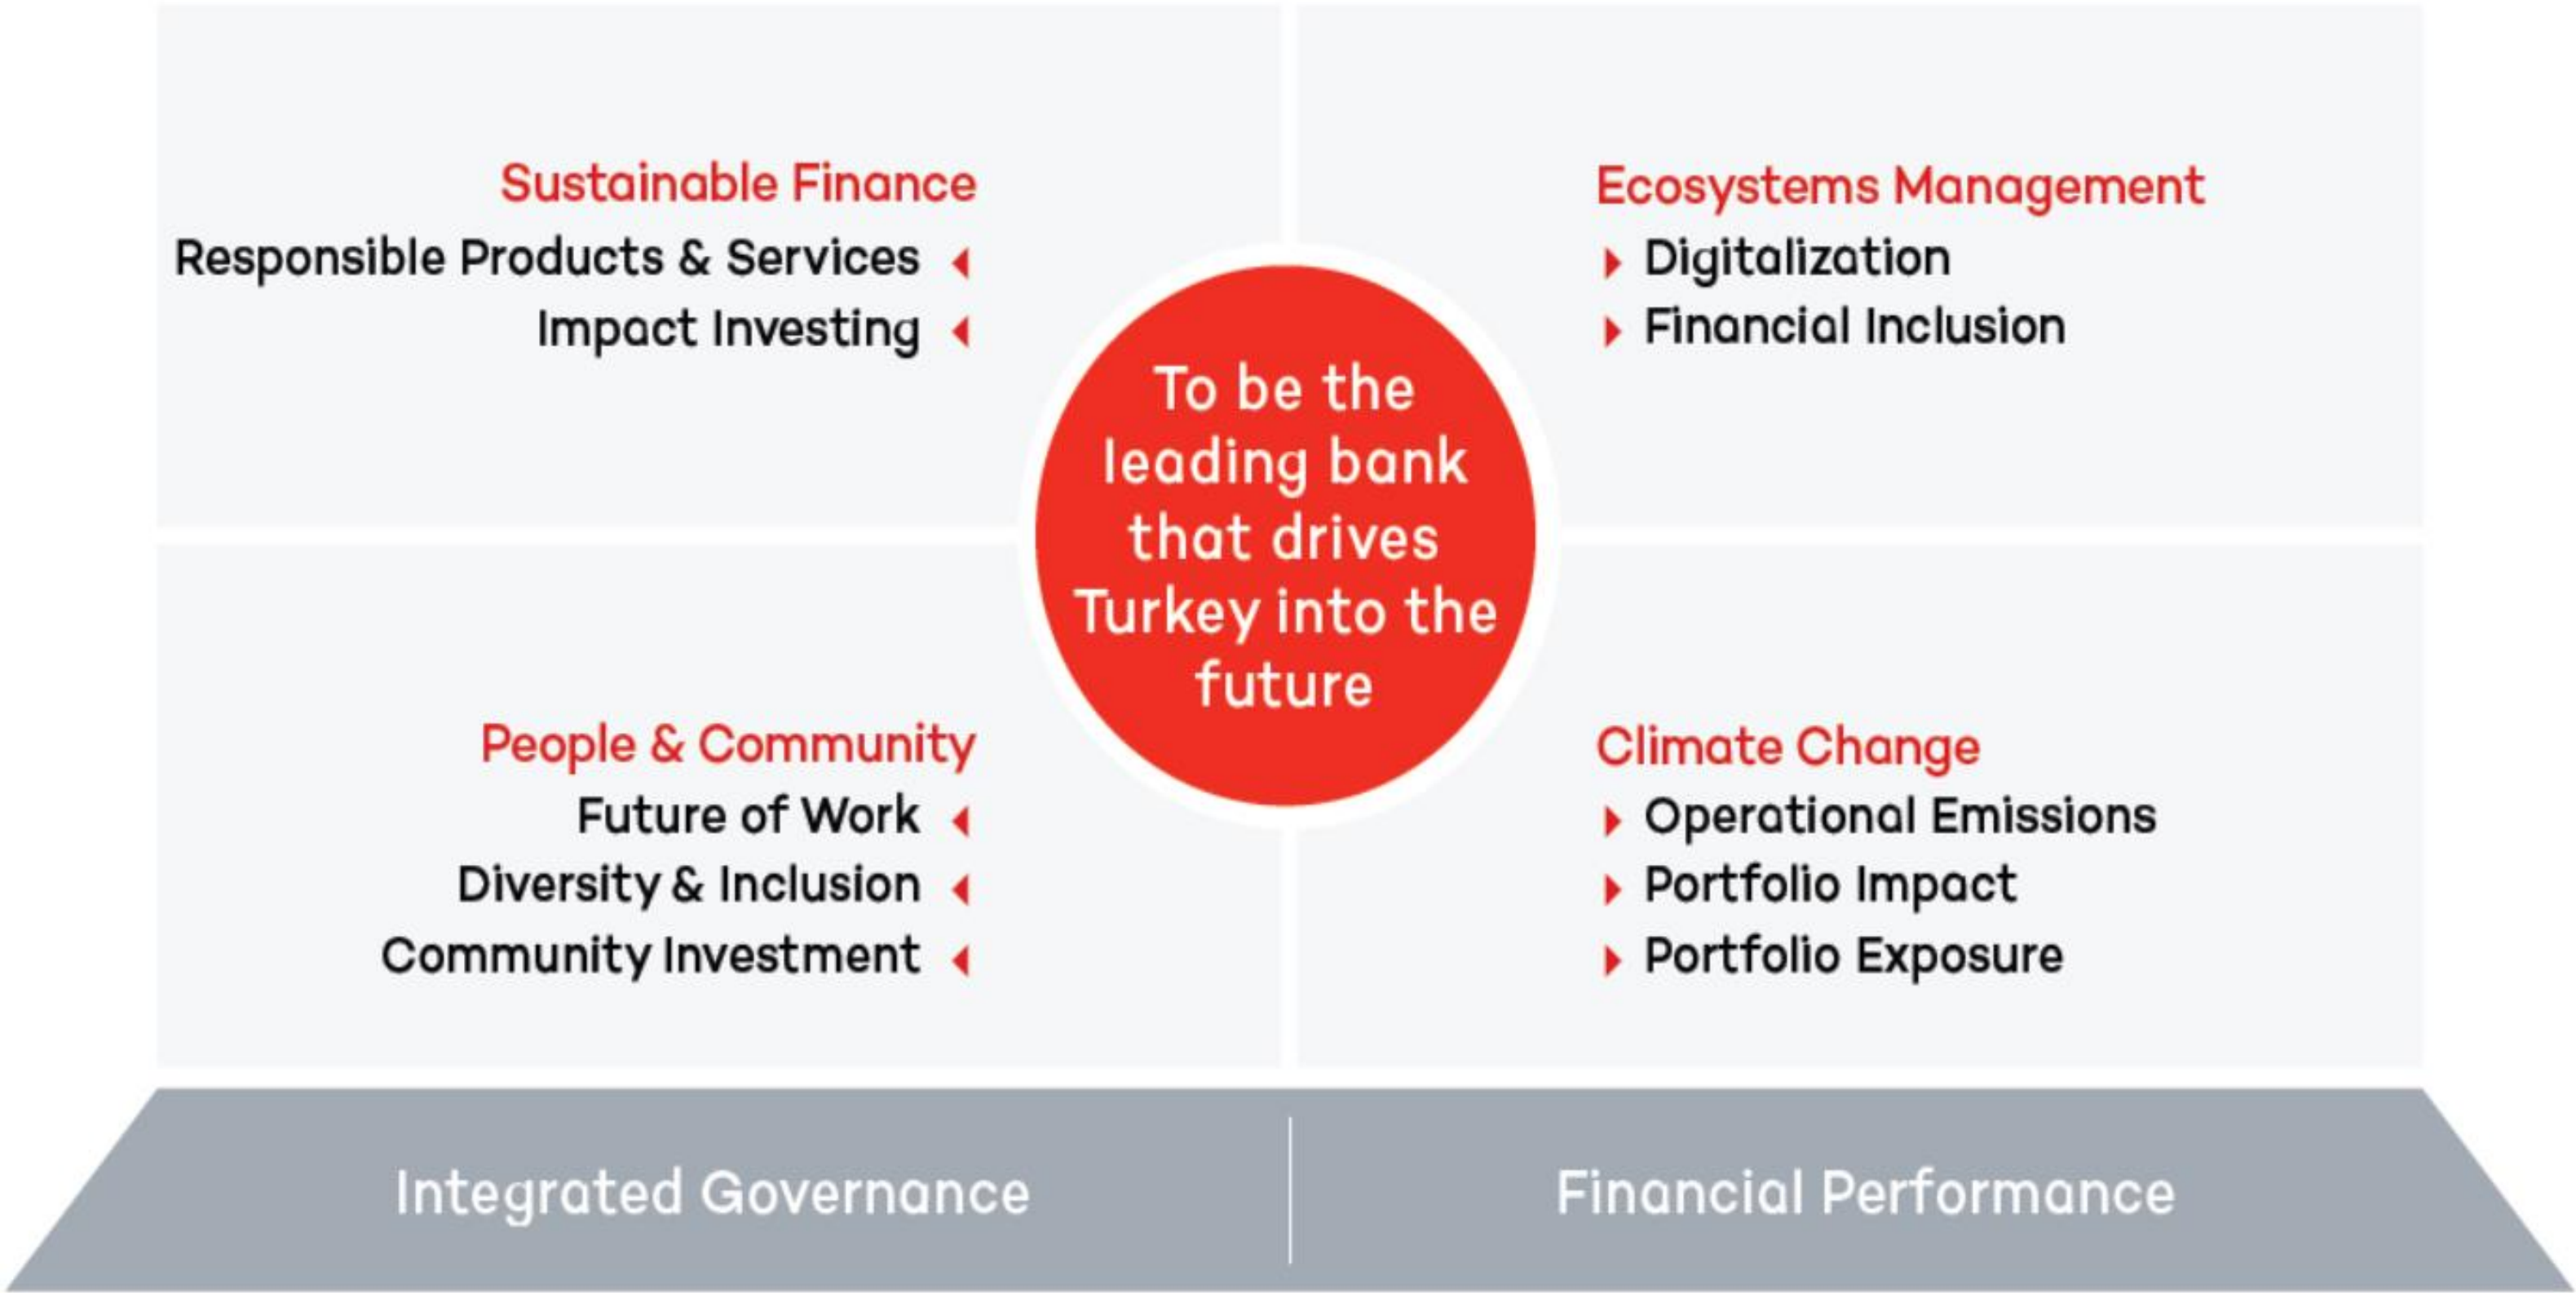 Sustainable Finance
Responsible Products & Services
Impact Investing
Ecosystems Management
Digitalization
Financial Inclusion
To be the
leading bank
that drives
Turkey into the
future
People & Community
Future of Work
Diversity & Inclusion
Community Investment
Climate Change
Operational Emissions
Portfolio Impact
Portfolio Exposure
Integrated Governance
Financial Performance